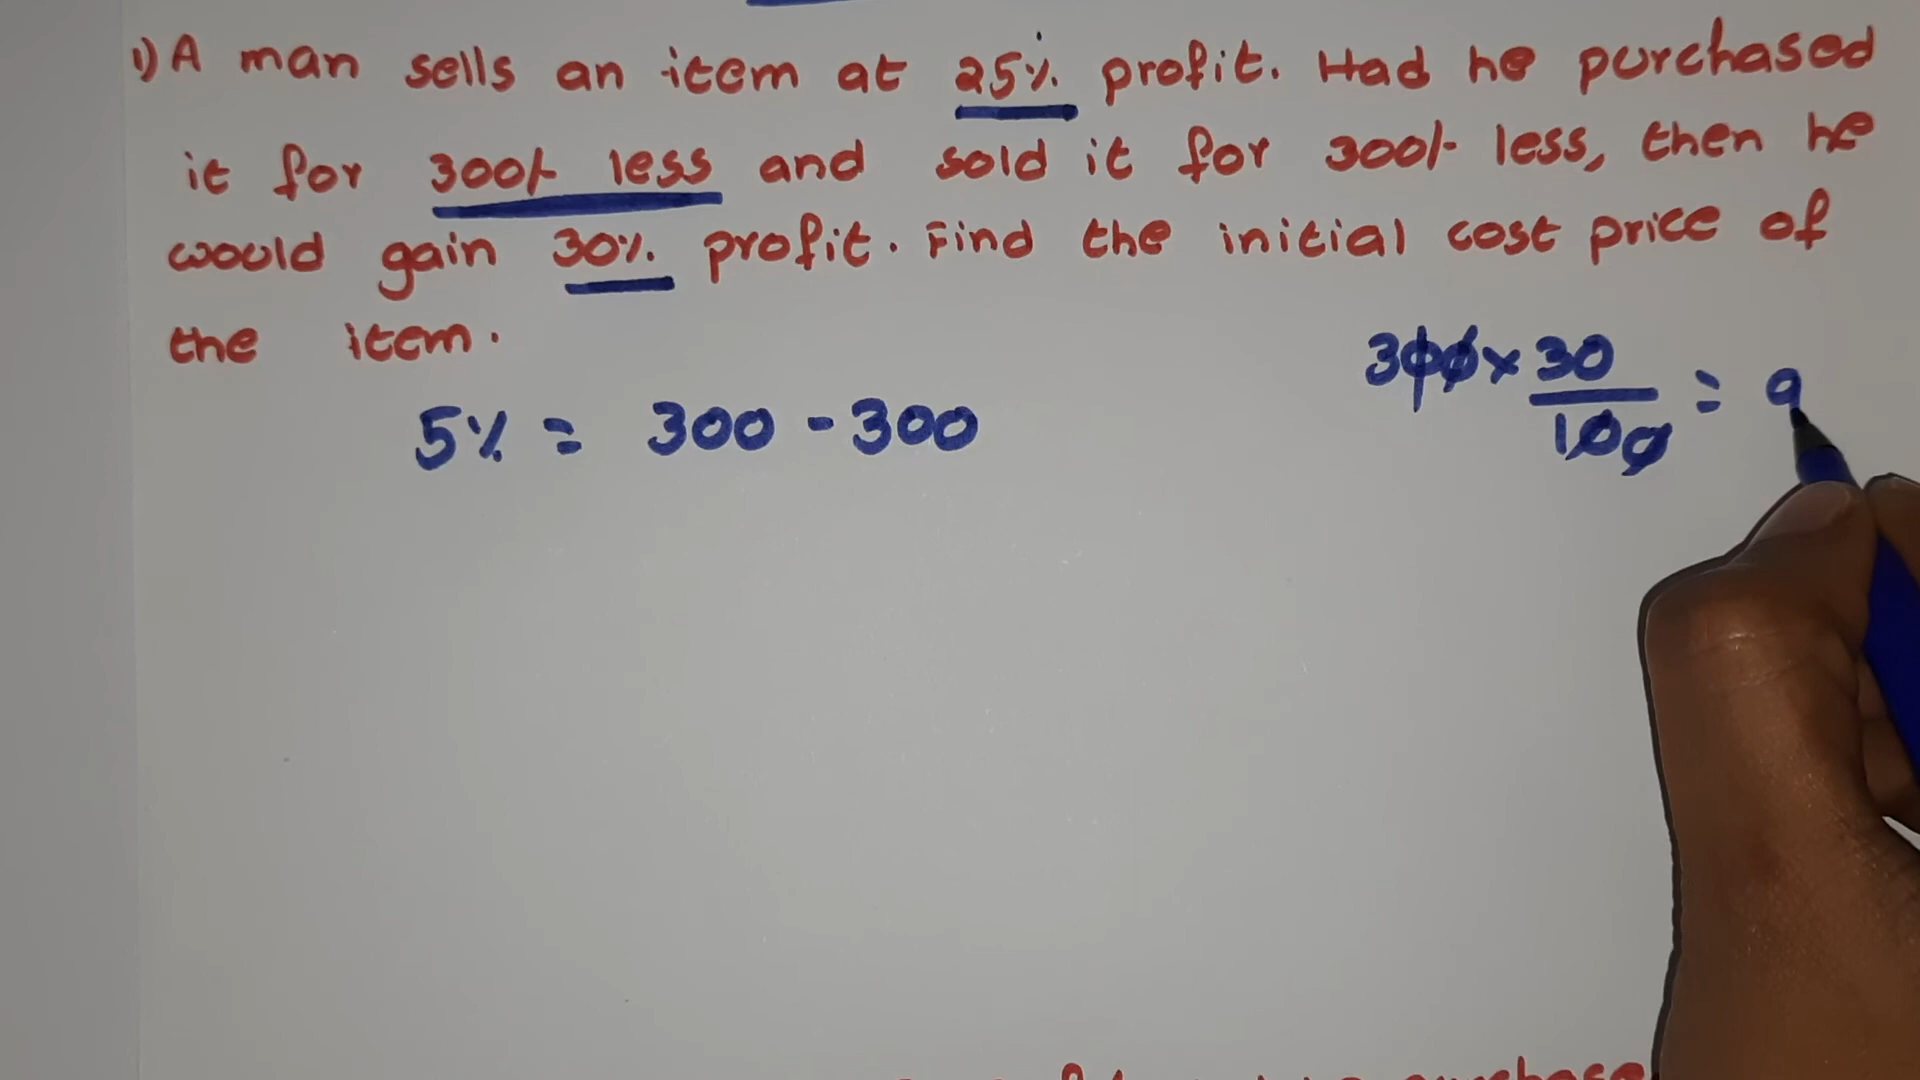 1) A man sells an item at 25% profit. Had he purchased
it for 300/- less and sold it for 300/- less, then he
would gain 30% profit. Find the initial cost price of
the item.
300 x 30/100 = 9
5% = 300 - 300